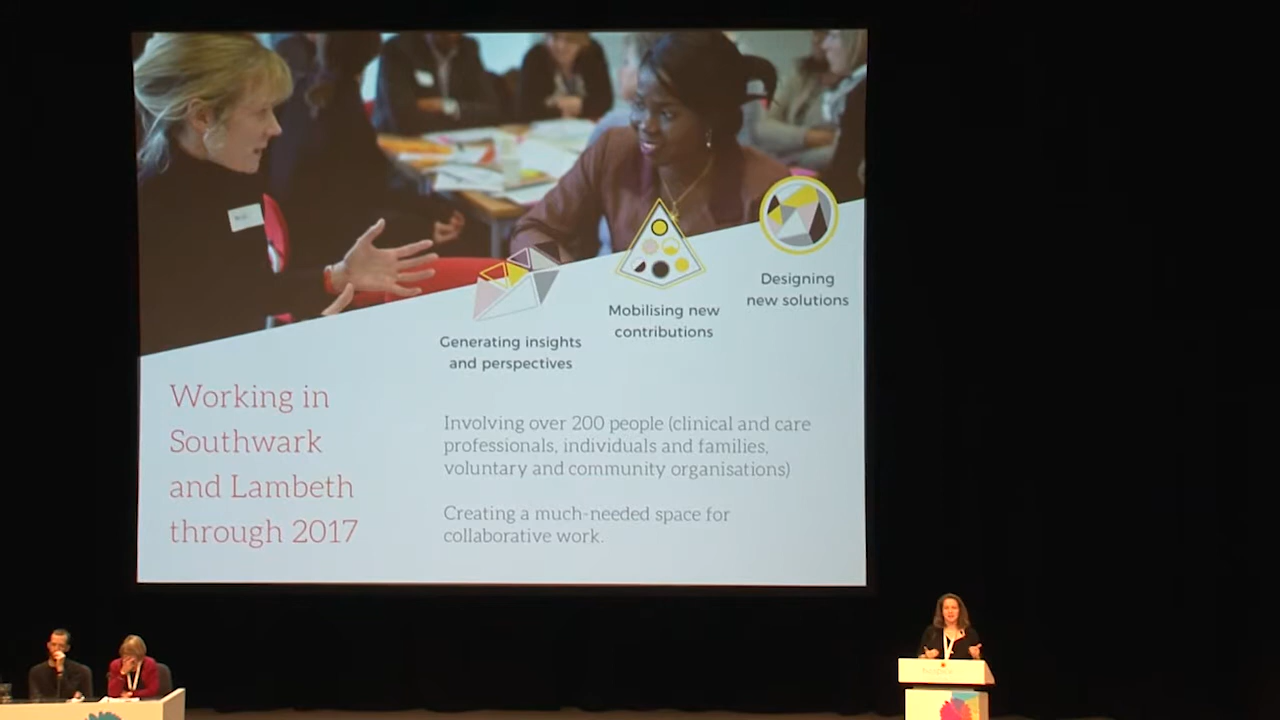 Generating insights
and perspectives
Mobilising new
contributions
Designing
new solutions
Working in
Southwark
and Lambeth
through 2017
Involving over 200 people (clinical and care
professionals, individuals and families,
voluntary and community organisations)
Creating a much-needed space for
collaborative work.